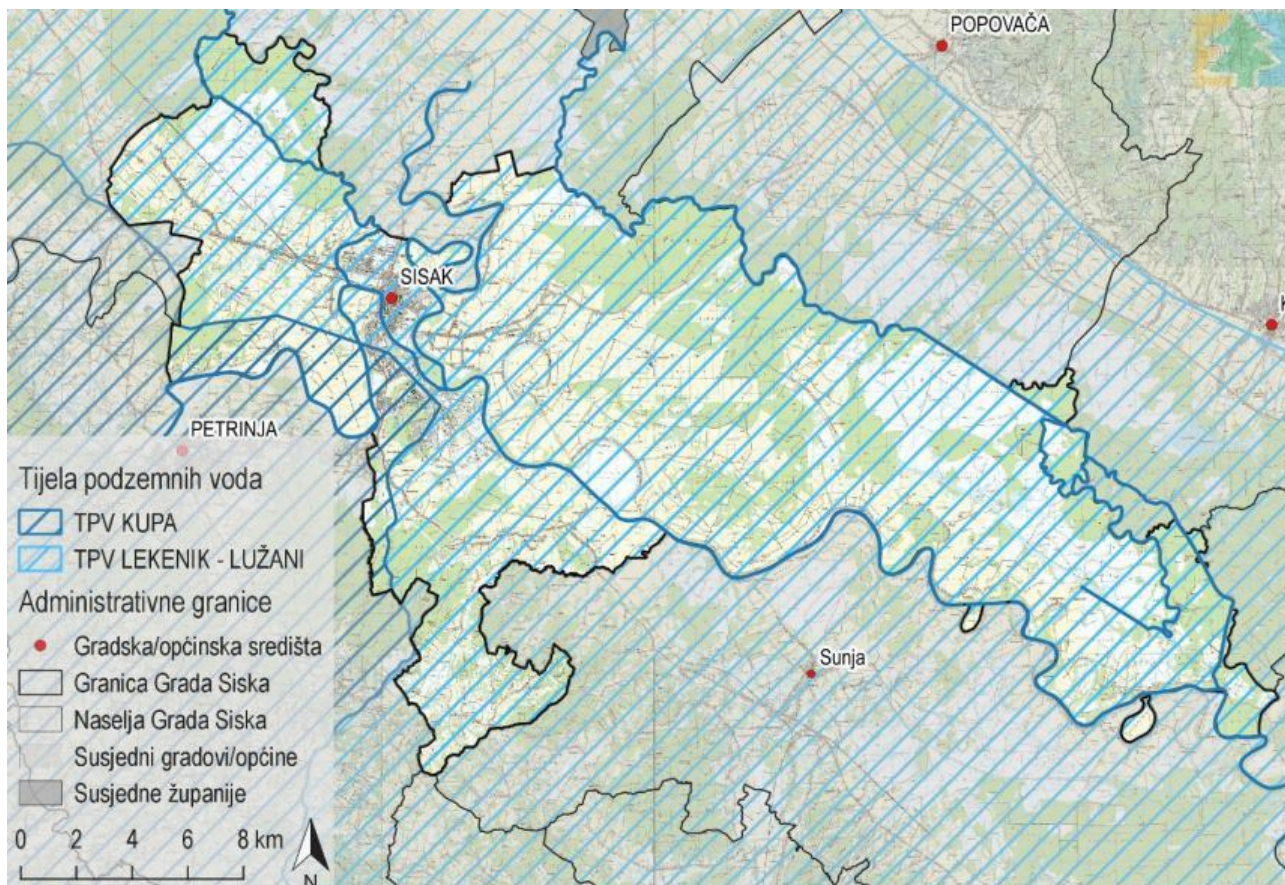 POPOVAČA
SISAK
K
PETRINJA
Sunja
Tijela podzemnih voda
TPV KUPA
TPV LEKENIK - LUŽANI
Administrativne granice
Gradska/općinska središta
Granica Grada Siska
Naselja Grada Siska
Susjedni gradovi/općine
Susjedne županije
0 2 4 6 8 km
N